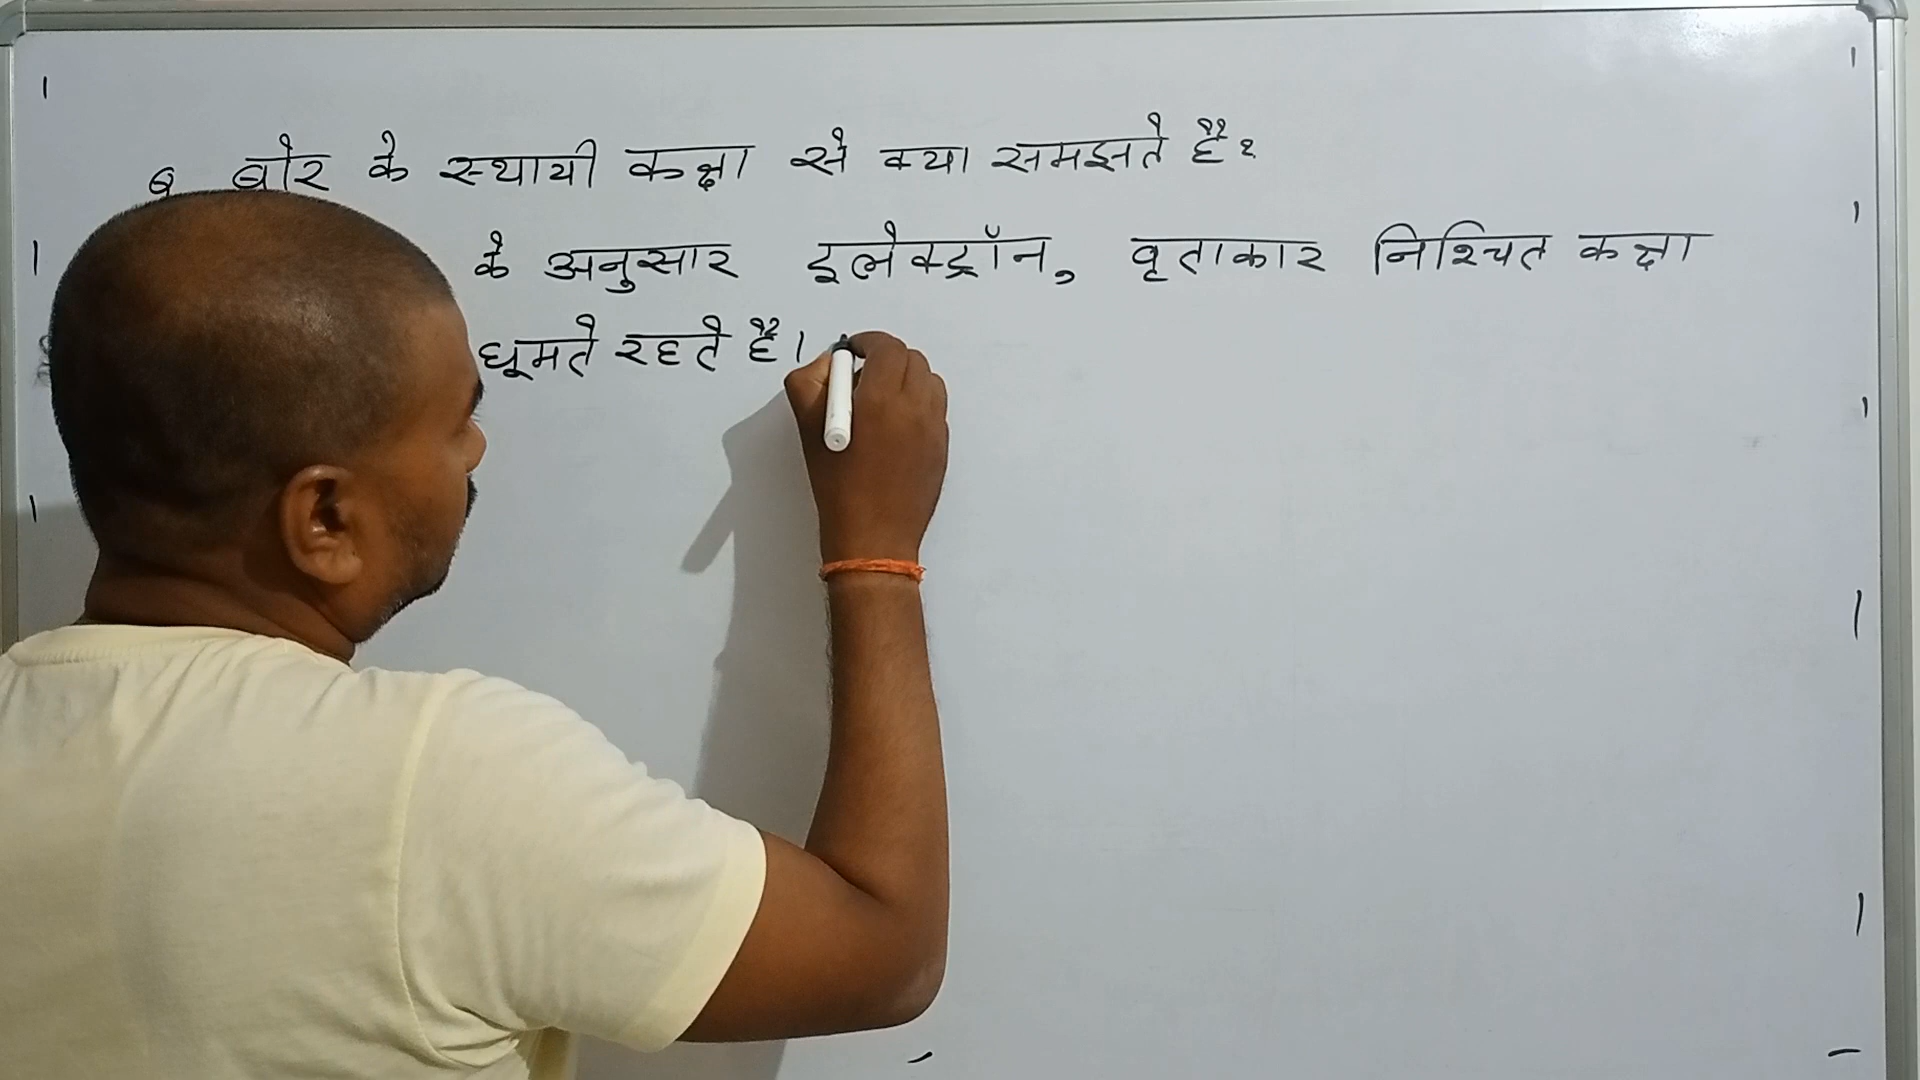 बोर के स्थायी कक्षा से क्या समझते हैं?
के अनुसार इलेक्ट्रॉन, वृताकार निश्चित कक्षा
घूमते रहते हैं।